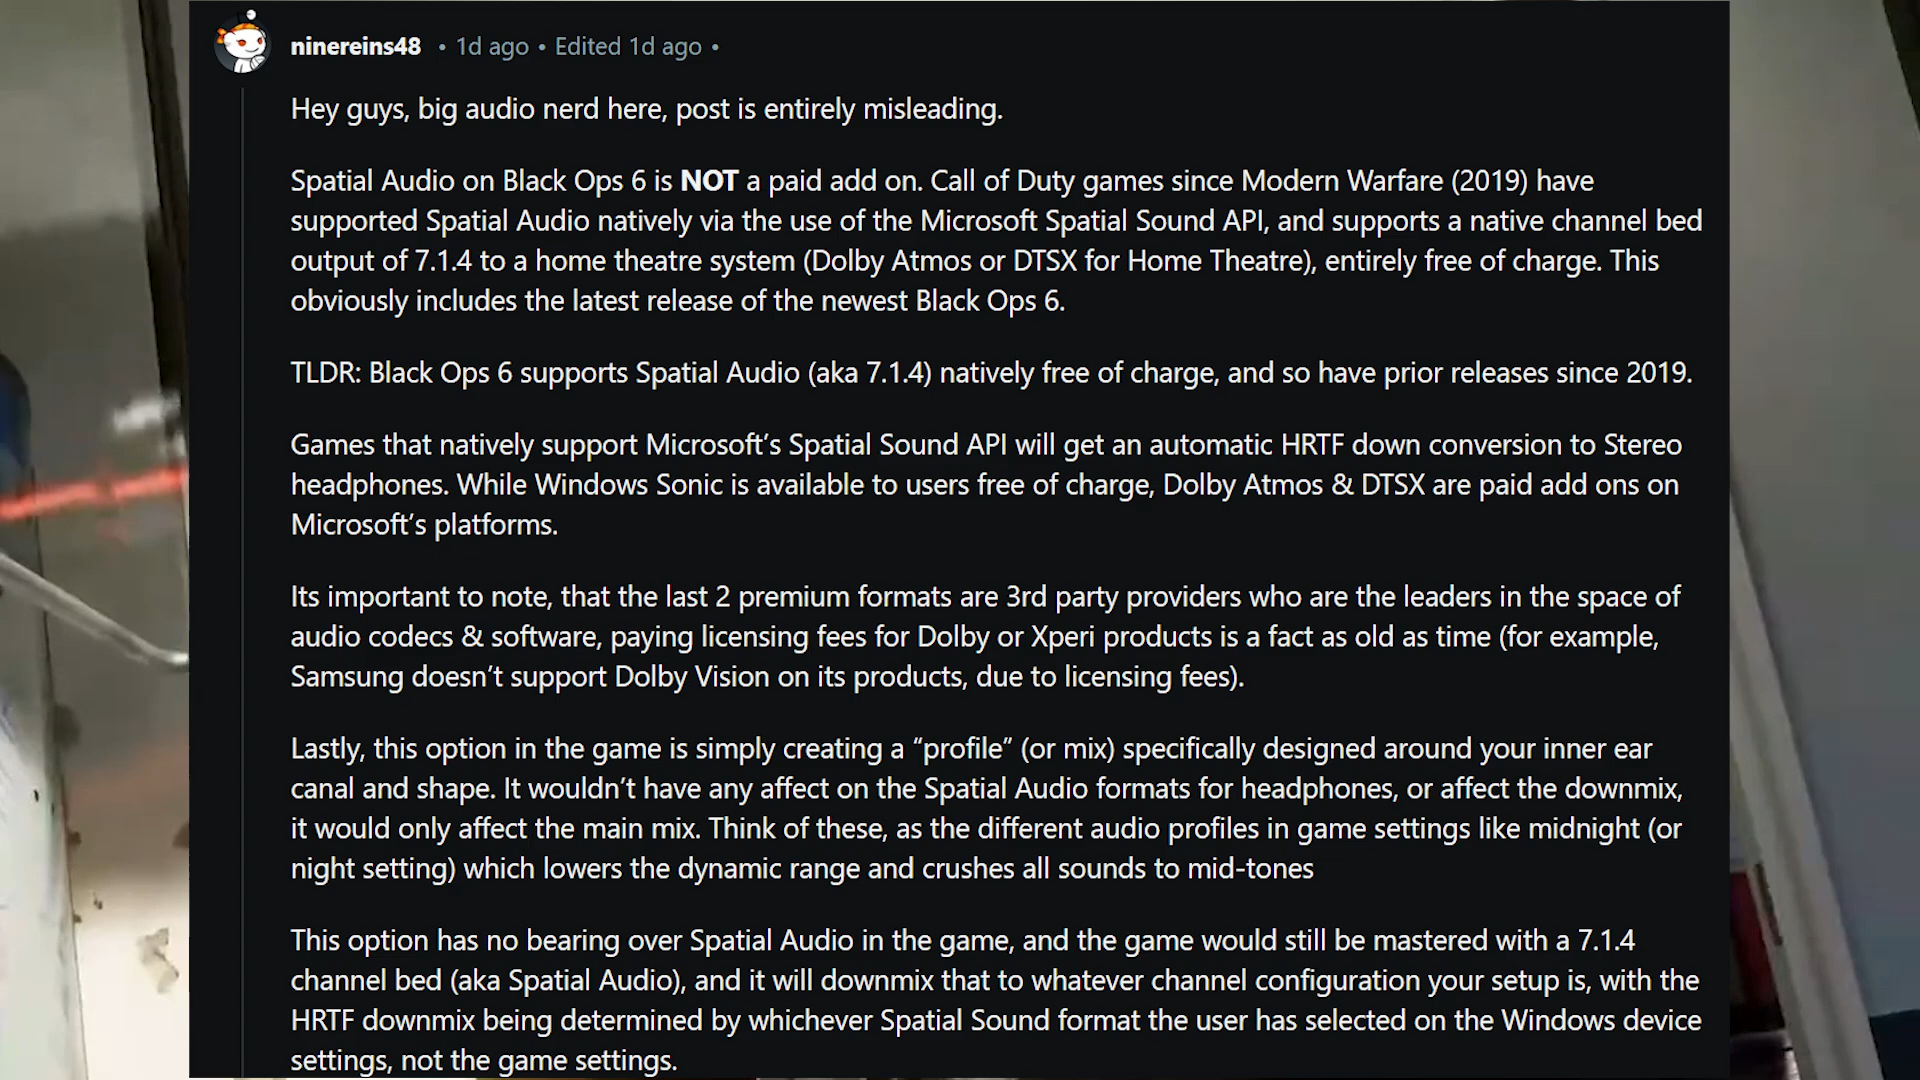 ninereins48 • 1d ago • Edited 1d ago •
Hey guys, big audio nerd here, post is entirely misleading.
Spatial Audio on Black Ops 6 is NOT a paid add on. Call of Duty games since Modern Warfare (2019) have
supported Spatial Audio natively via the use of the Microsoft Spatial Sound API, and supports a native channel bed
output of 7.1.4 to a home theatre system (Dolby Atmos or DTSX for Home Theatre), entirely free of charge. This
obviously includes the latest release of the newest Black Ops 6.
TLDR: Black Ops 6 supports Spatial Audio (aka 7.1.4) natively free of charge, and so have prior releases since 2019.
Games that natively support Microsoft’s Spatial Sound API will get an automatic HRTF down conversion to Stereo
headphones. While Windows Sonic is available to users free of charge, Dolby Atmos & DTSX are paid add ons on
Microsoft’s platforms.
Its important to note, that the last 2 premium formats are 3rd party providers who are the leaders in the space of
audio codecs & software, paying licensing fees for Dolby or Xperi products is a fact as old as time (for example,
Samsung doesn’t support Dolby Vision on its products, due to licensing fees).
Lastly, this option in the game is simply creating a “profile” (or mix) specifically designed around your inner ear
canal and shape. It wouldn’t have any affect on the Spatial Audio formats for headphones, or affect the downmix,
it would only affect the main mix. Think of these, as the different audio profiles in game settings like midnight (or
night setting) which lowers the dynamic range and crushes all sounds to mid-tones
This option has no bearing over Spatial Audio in the game, and the game would still be mastered with a 7.1.4
channel bed (aka Spatial Audio), and it will downmix that to whatever channel configuration your setup is, with the
HRTF downmix being determined by whichever Spatial Sound format the user has selected on the Windows device
settings, not the game settings.